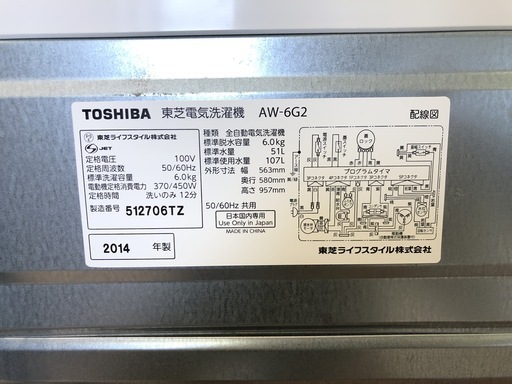 TOSHIBA 東芝電気洗濯機 AW-6G2 配線図
東芝ライフスタイル株式会社
JET
定格電圧 100V
定格周波数 50/60Hz
標準洗濯容量 6.0kg
電動機定格消費電力 370/450W
定格時間 洗いのみ 12分
製造番号 512706TZ
2014 年製
種類 全自動電気洗濯機
標準脱水容量 6.0kg
標準水量 51L
標準使用水量 107L
外形寸法 幅 563mm
奥行 580mm
高さ 957mm
50/60Hz 共用
日本国内専用
Use only in Japan
MADE IN CHINA
プログラムタイマ
東芝ライフスタイル株式会社